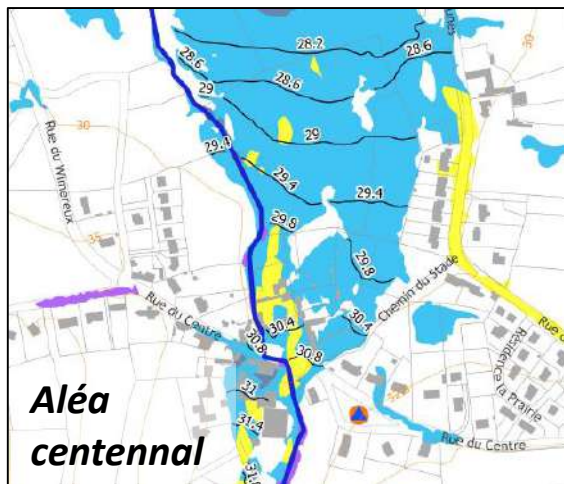 28.2
28.6
28.6
29
29
29.4
29.4
29.4
29.8
29.8
30.4
30.4
30.8
30.8
31
31.4
30
35
Rue du Wimereux
Rue du Centre
Chemin du Stade
Résidence la Prairie
Rue du Centre
Aléa
centennal